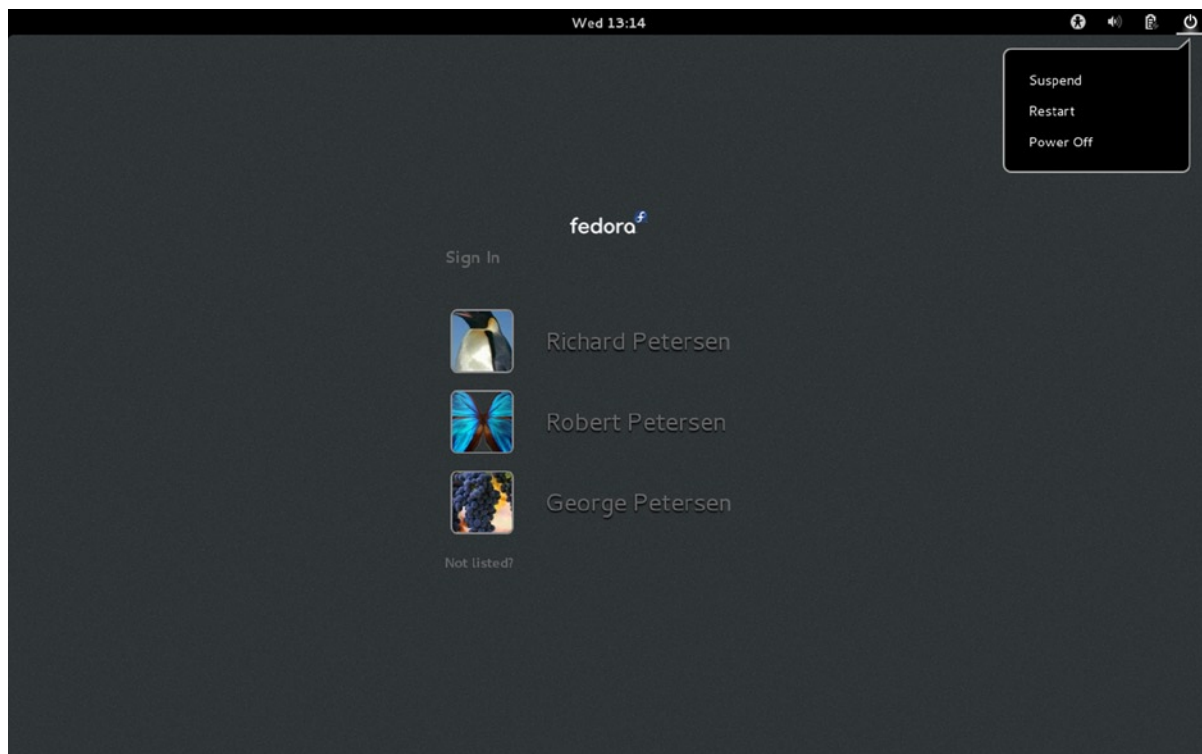 Wed 13:14
Suspend
Restart
Power Off
fedora
Sign In
Richard Petersen
Robert Petersen
George Petersen
Not listed?